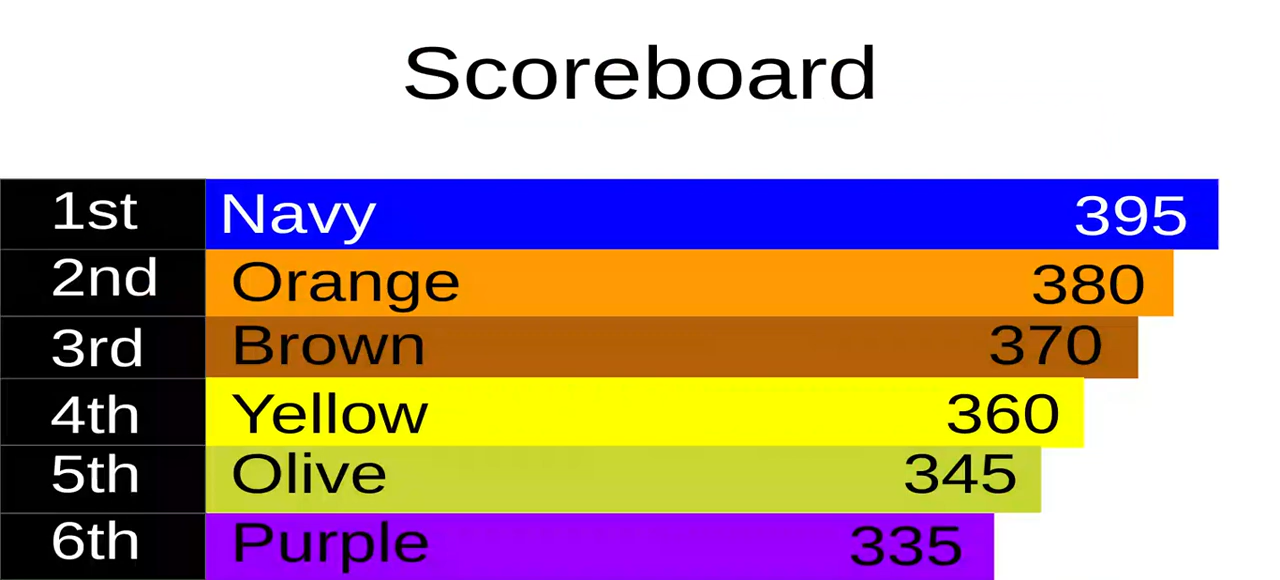 Scoreboard
1st Navy 395
2nd Orange 380
3rd Brown 370
4th Yellow 360
5th Olive 345
6th Purple 335